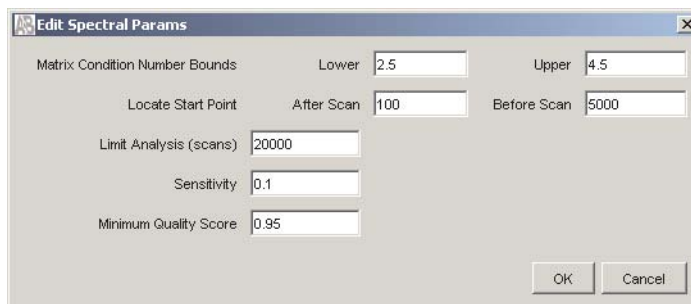 AB Edit Spectral Params
Matrix Condition Number Bounds Lower 2.5 Upper 4.5
Locate Start Point After Scan 100 Before Scan 5000
Limit Analysis (scans) 20000
Sensitivity 0.1
Minimum Quality Score 0.95
OK Cancel